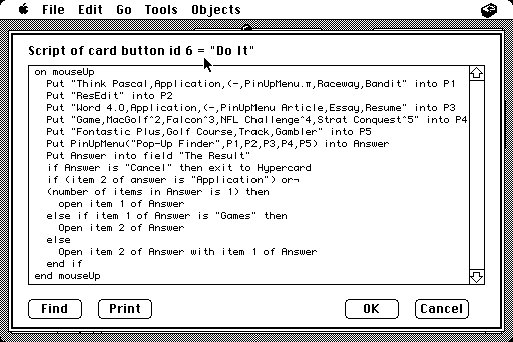 File Edit Go Tools Objects
Script of card button id 6 = "Do It"
on mouseUp
Put "Think Pascal,Application,(-,PinUpMenu.π,Raceway,Bandit" into P1
Put "ResEdit" into P2
Put "Word 4.0,Application,(-,PinUpMenu Article,Essay,Resume" into P3
Put "Game,MacGolf^2,Falcon^3,NFL Challenge^4,Strat Conquest^5" into P4
Put "Fontastic Plus,Golf Course,Track,Gambler" into P5
Put PinUpMenu("Pop-Up Finder",P1,P2,P3,P4,P5) into Answer
Put Answer into field "The Result"
if Answer is "Cancel" then exit to Hypercard
if (item 2 of answer is "Application") or¬
(number of items in Answer is 1) then
open item 1 of Answer
else if item 1 of Answer is "Games" then
Open item 2 of Answer
else
Open item 2 of Answer with item 1 of Answer
end if
end mouseUp
Find Print OK Cancel